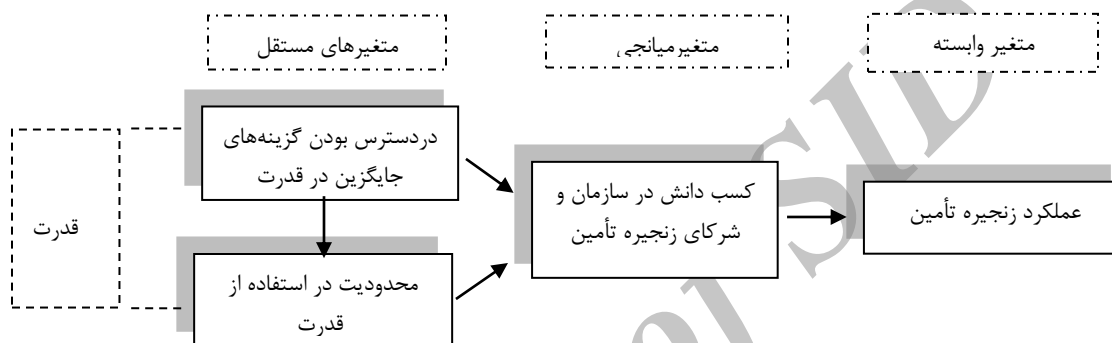 متغیرهای مستقل
متغیرمیانجی
متغیر وابسته
دردسترس بودن گزینه‌های
جایگزین در قدرت
قدرت
کسب دانش در سازمان و
شرکای زنجیره تأمین
عملکرد زنجیره تأمین
محدودیت در استفاده از
قدرت
SID